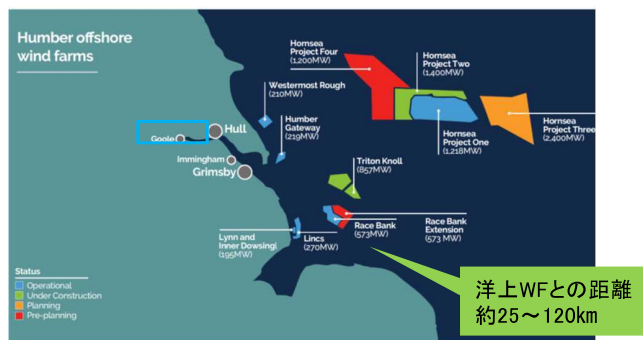 Humber offshore
wind farms
Hornsea
Project Four
(1,200MW)
Hornsea
Project Two
(1,400MW)
Westermost Rough
(210MW)
Humber
Gateway
(219MW)
Hornsea
Project One
(1,218MW)
Hornsea
Project Three
(2,400MW)
Hull
Goole
Immingham
Grimsby
Triton Knoll
(857MW)
Lynn and
Inner Dowsing
(195MW)
Lincs
(270MW)
Race Bank
(573MW)
Race Bank
Extension
(573 MW)
Status
Operational
Under Construction
Planning
Pre-planning
洋上WFとの距離
約25～120km